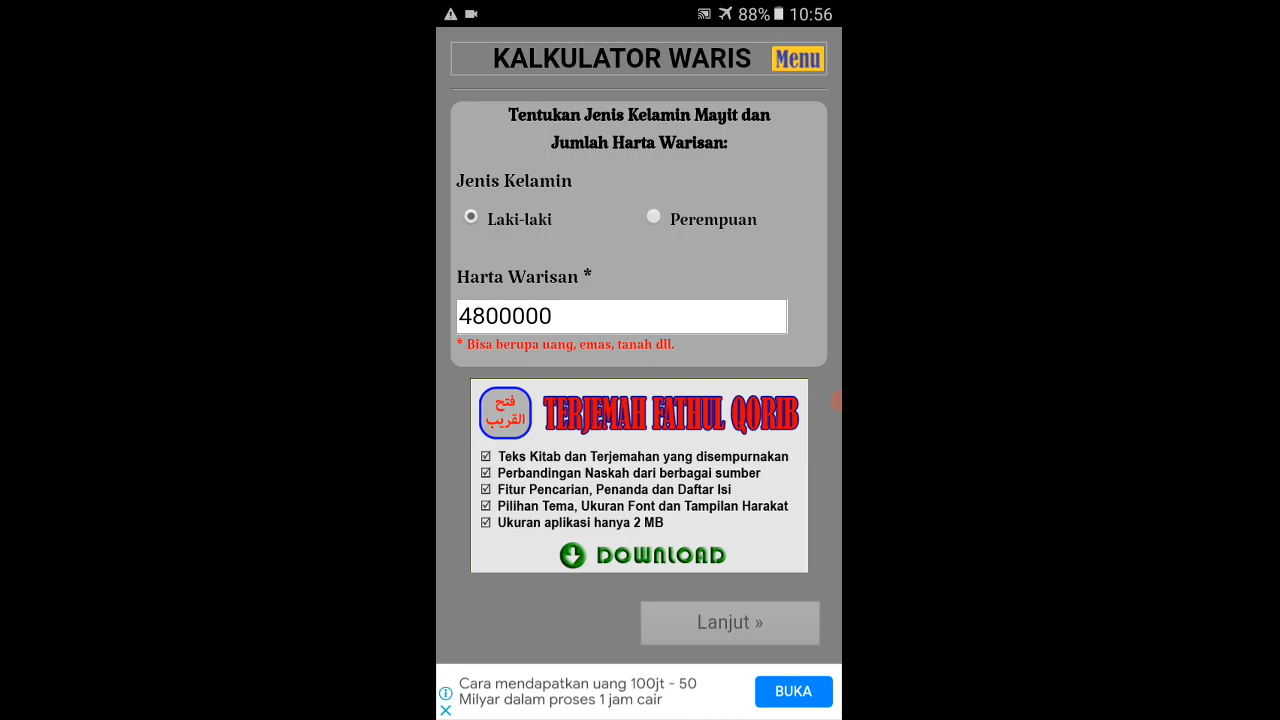 88% 10:56
KALKULATOR WARIS Menu
Tentukan Jenis Kelamin Mayit dan
Jumlah Harta Warisan:
Jenis Kelamin
Laki-laki Perempuan
Harta Warisan *
4800000
* Bisa berupa uang, emas, tanah dll.
فتح
القريب
TERJEMAH FATHUL QORIB
Teks Kitab dan Terjemahan yang disempurnakan
Perbandingan Naskah dari berbagai sumber
Fitur Pencarian, Penanda dan Daftar Isi
Pilihan Tema, Ukuran Font dan Tampilan Harakat
Ukuran aplikasi hanya 2 MB
DOWNLOAD
Lanjut »
Cara mendapatkan uang 100jt - 50
Milyar dalam proses 1 jam cair
BUKA